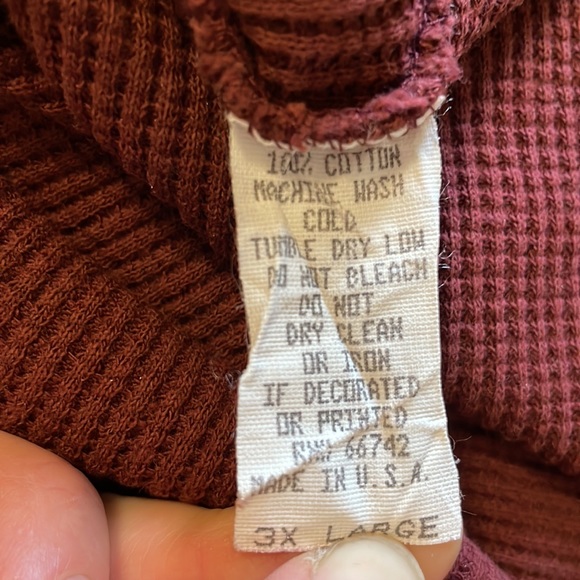 100% COTTON
MACHINE WASH
COLD
TUMBLE DRY LOW
DO NOT BLEACH
DO NOT
DRY CLEAN
OR IRON
IF DECORATED
OR PRINTED
RN# 66742
MADE IN U.S.A.
3X LARGE